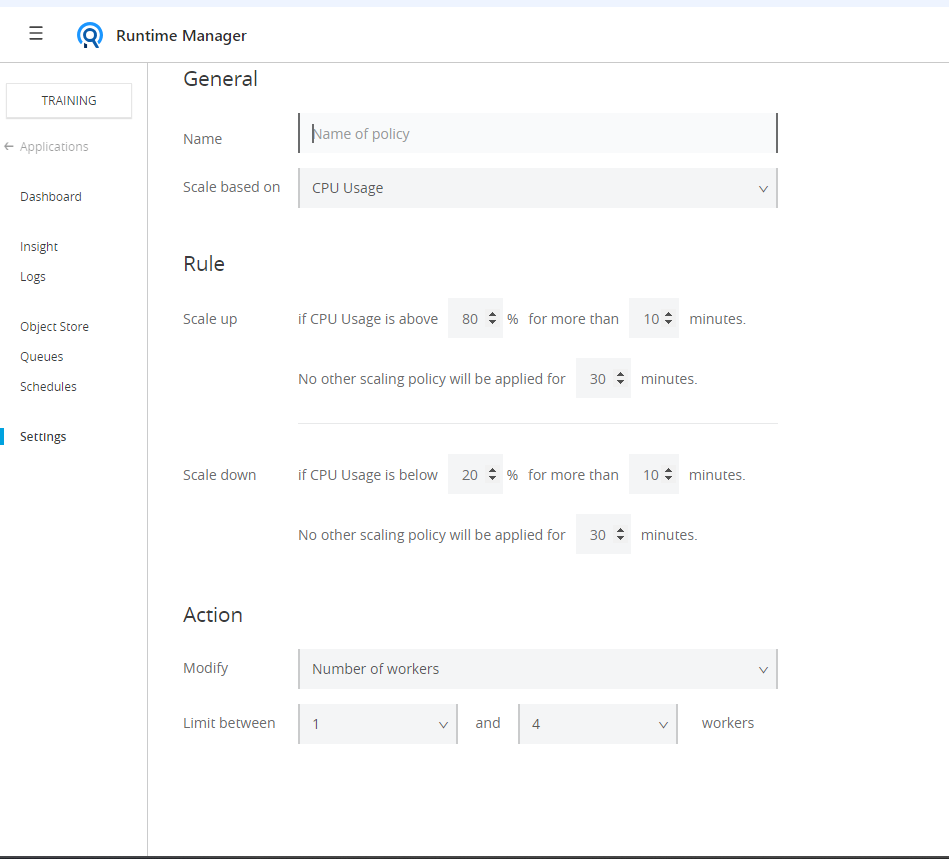 Runtime Manager
TRAINING
Applications
Dashboard
Insight
Logs
Object Store
Queues
Schedules
Settings
General
Name Name of policy
Scale based on CPU Usage
Rule
Scale up if CPU Usage is above 80 % for more than 10 minutes.
No other scaling policy will be applied for 30 minutes.
Scale down if CPU Usage is below 20 % for more than 10 minutes.
No other scaling policy will be applied for 30 minutes.
Action
Modify Number of workers
Limit between 1 and 4 workers